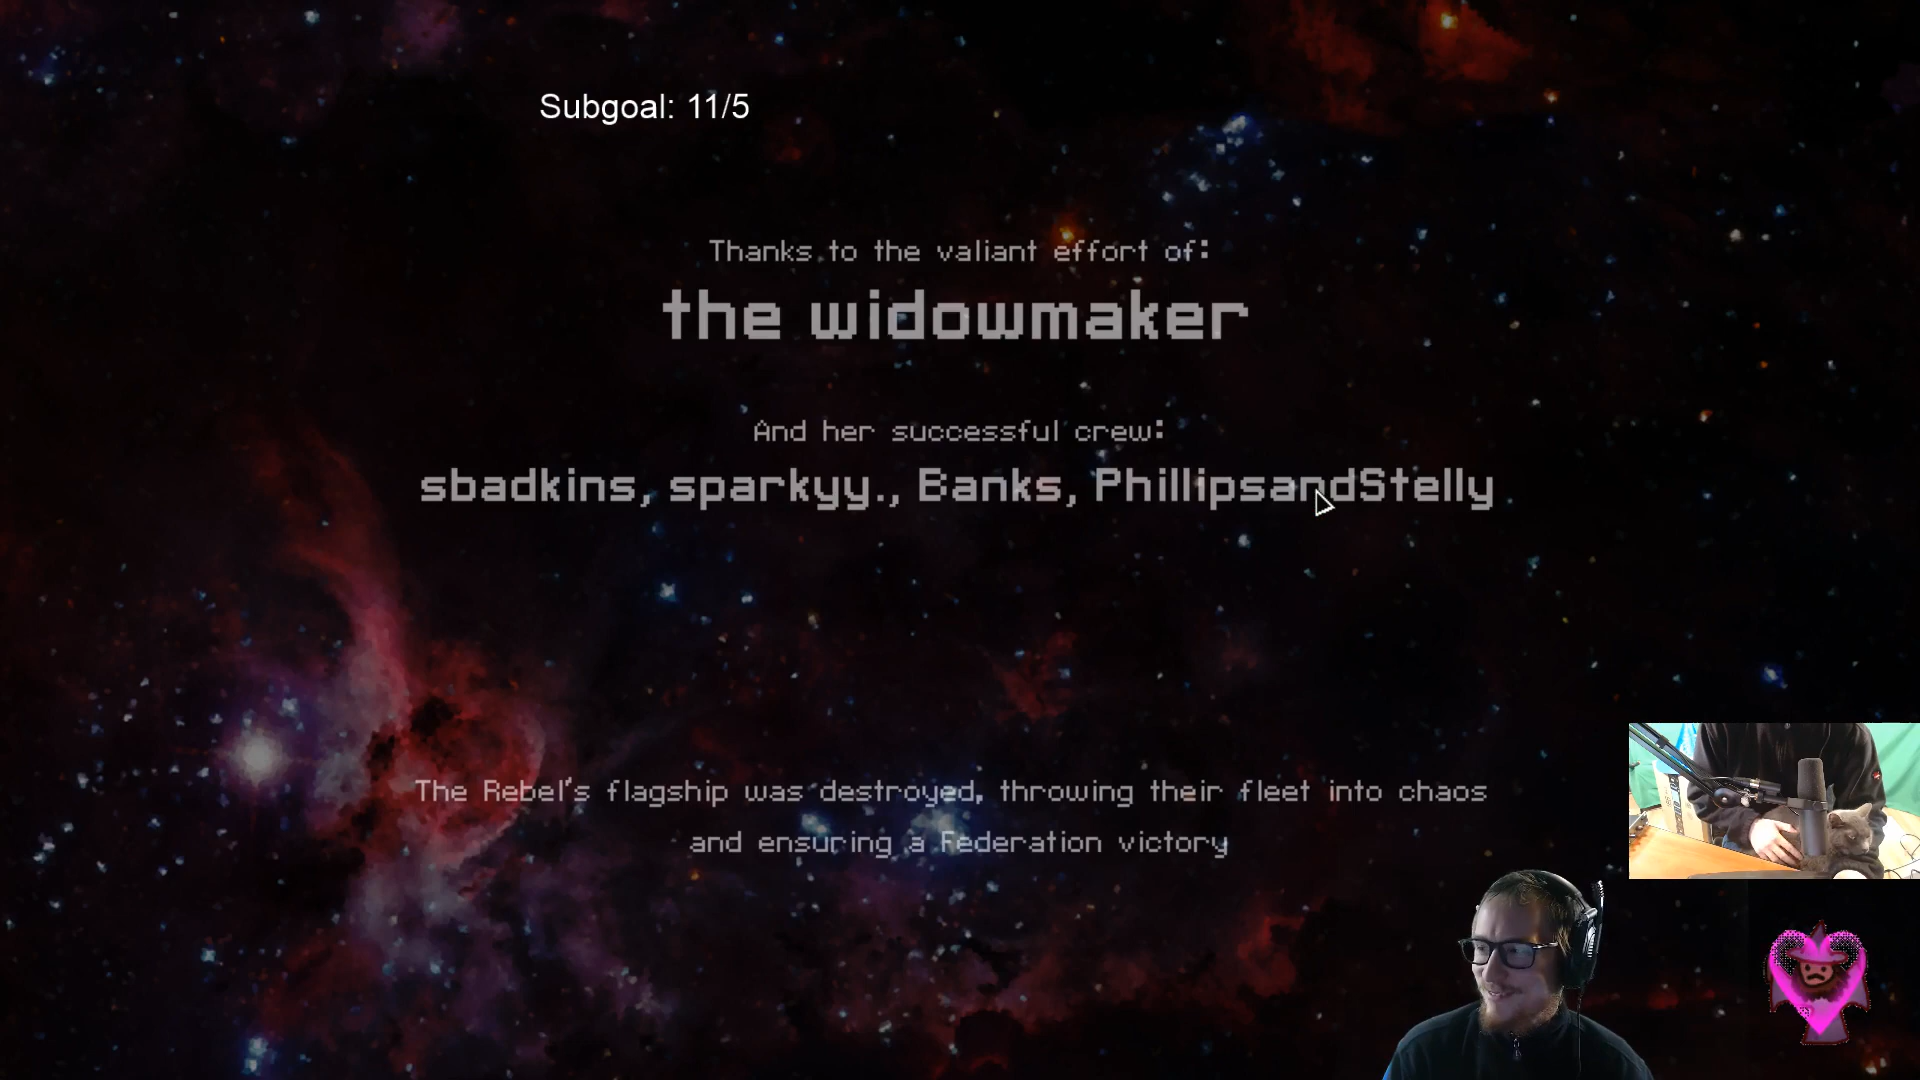 Subgoal: 11/5
Thanks to the valiant effort of:
the widowmaker
And her successful crew:
sbadkins, sparkyy., Banks, PhillipsandStelly
The Rebel's flagship was destroyed, throwing their fleet into chaos
and ensuring a Federation victory